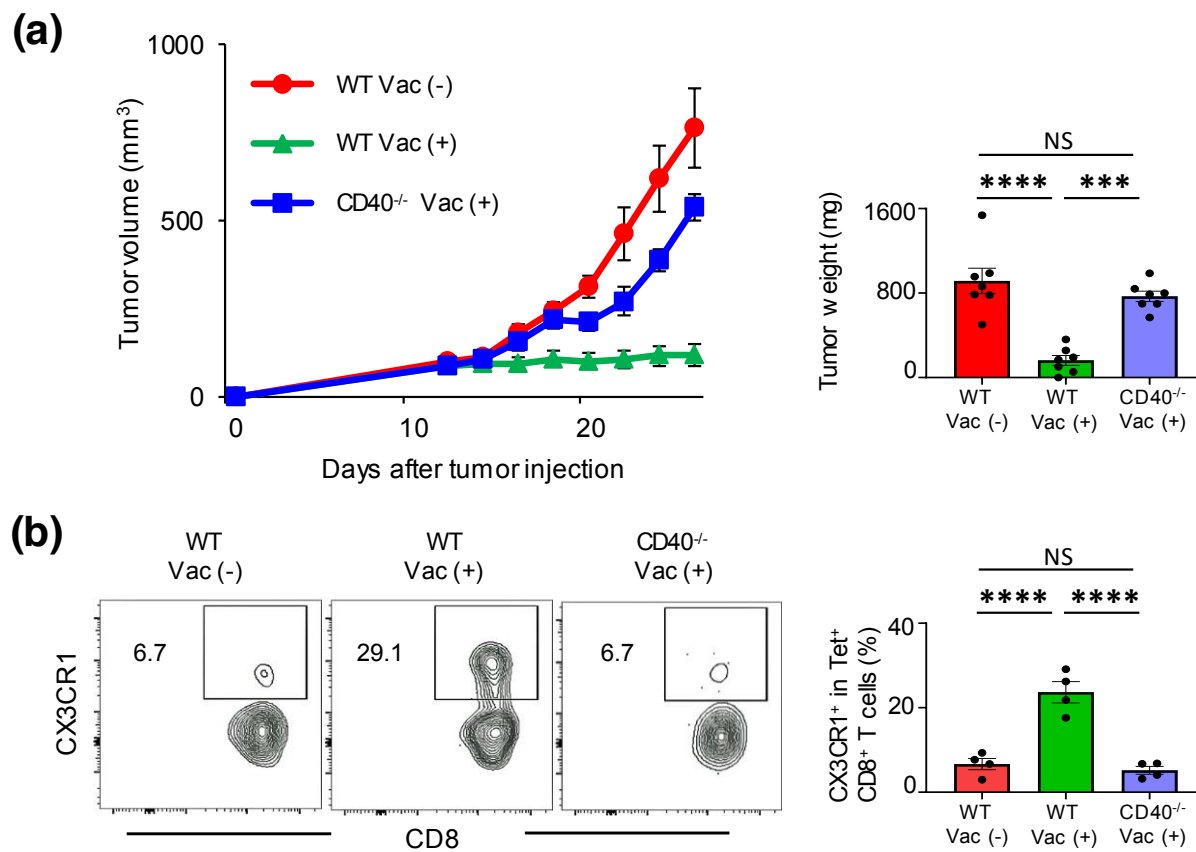 (a)
1000
500
0
Tumor volume (mm³)
WT Vac (-)
WT Vac (+)
CD40⁻/⁻ Vac (+)
0
10
20
Days after tumor injection
NS
**** ***
1600
800
0
Tumor weight (mg)
WT
Vac (-)
WT
Vac (+)
CD40⁻/⁻
Vac (+)
(b)
WT
Vac (-)
WT
Vac (+)
CD40⁻/⁻
Vac (+)
6.7
29.1
6.7
CX3CR1
CD8
NS
**** ****
40
20
0
CX3CR1⁺ in Tet⁺
CD8⁺ T cells (%)
WT
Vac (-)
WT
Vac (+)
CD40⁻/⁻
Vac (+)